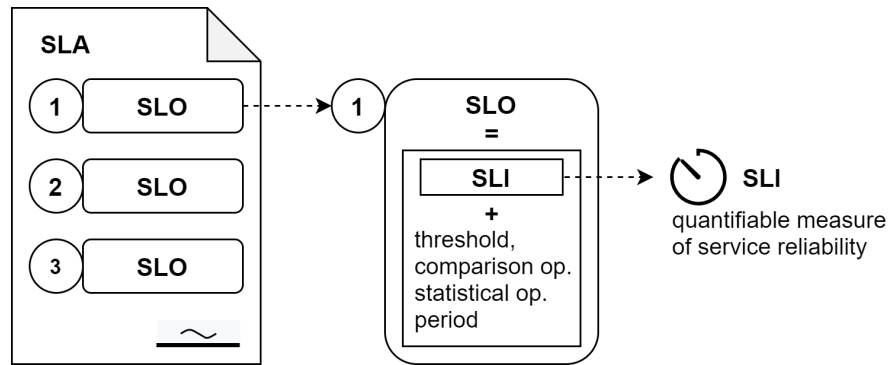 SLA
1 SLO
2 SLO
3 SLO
1
SLO
=
SLI
+
threshold,
comparison op.
statistical op.
period
SLI
quantifiable measure
of service reliability